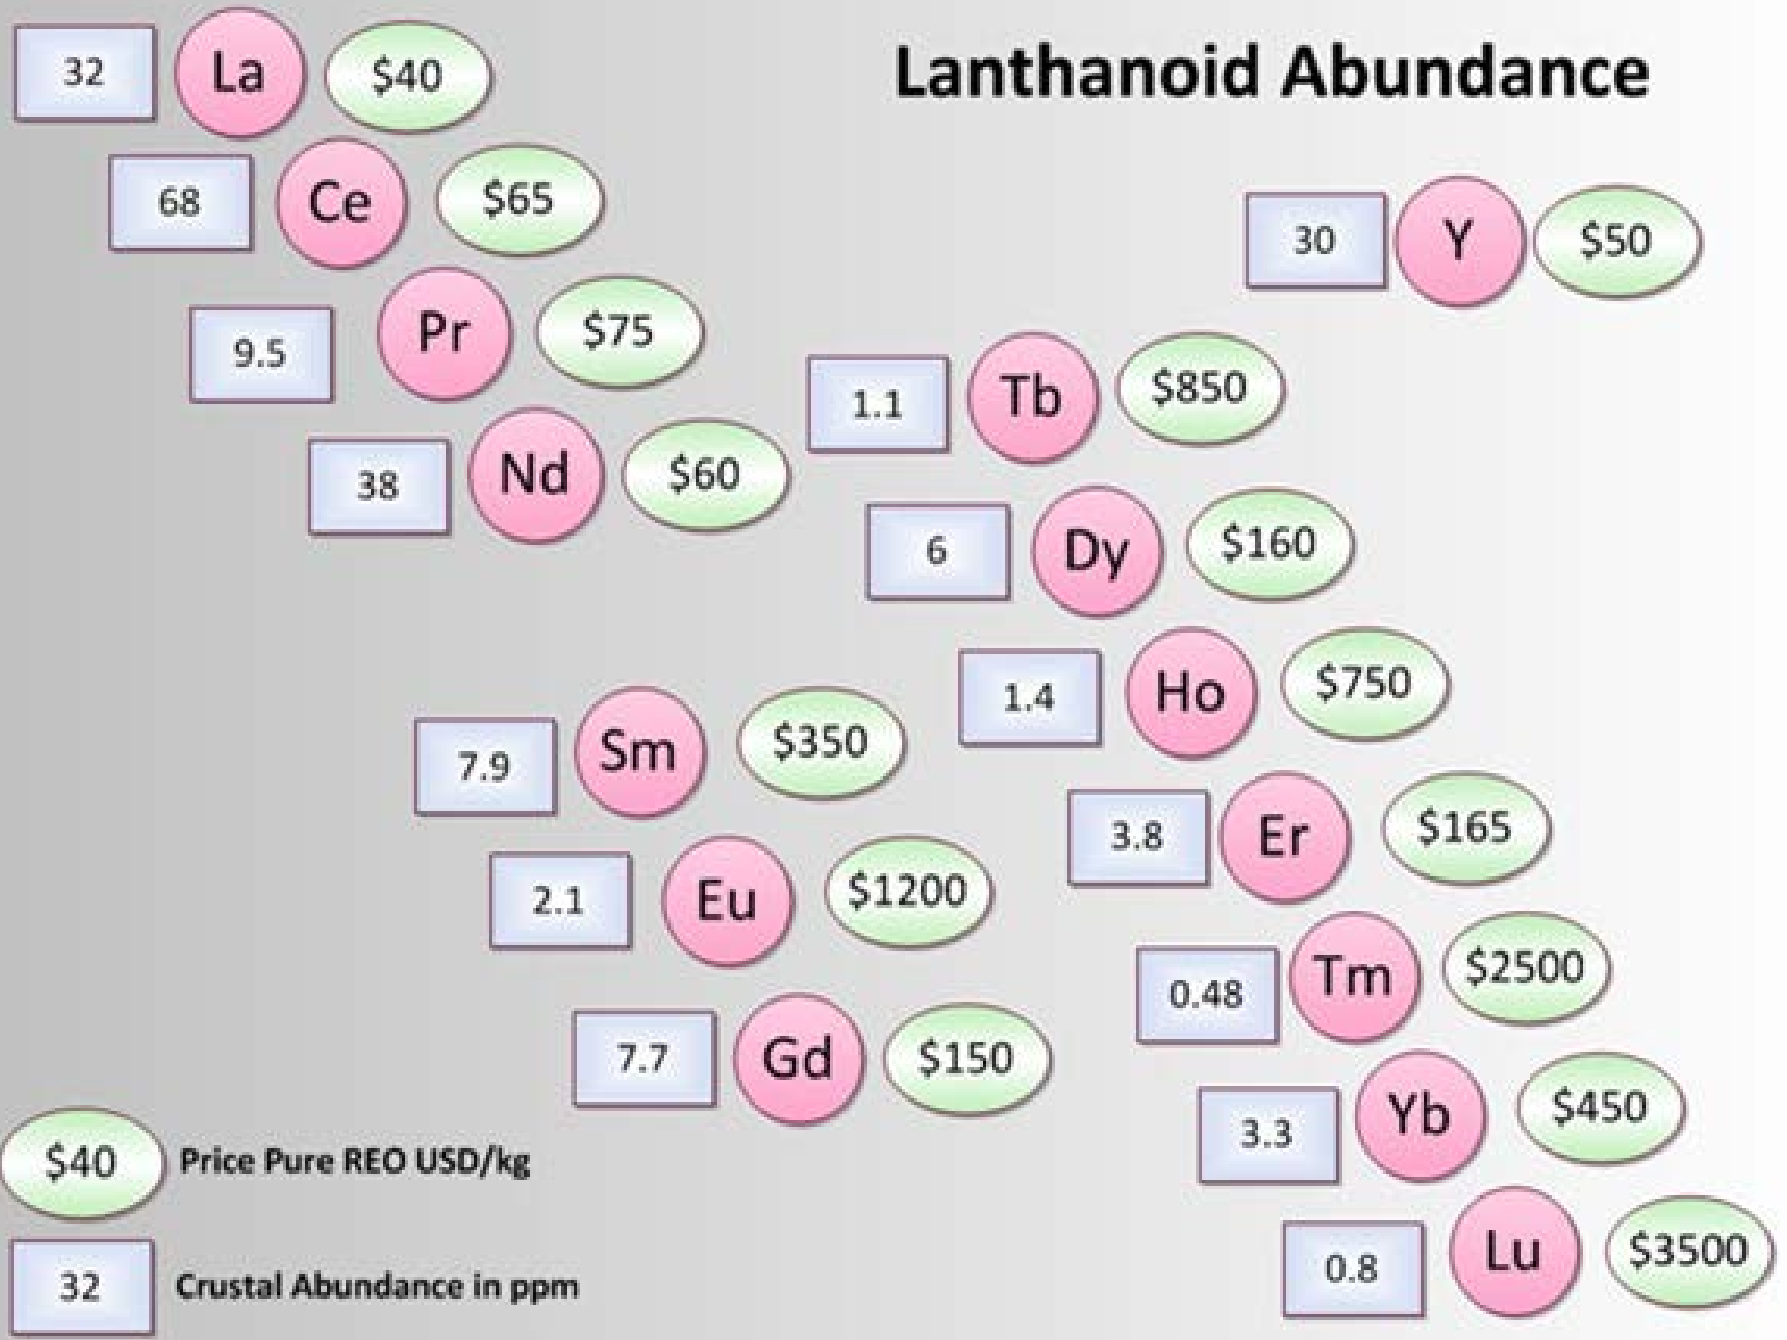 Lanthanoid Abundance
32 La $40
68 Ce $65
30 Y $50
9.5 Pr $75
1.1 Tb $850
38 Nd $60
6 Dy $160
1.4 Ho $750
7.9 Sm $350
3.8 Er $165
2.1 Eu $1200
0.48 Tm $2500
7.7 Gd $150
3.3 Yb $450
0.8 Lu $3500
$40 Price Pure REO USD/kg
32 Crustal Abundance in ppm